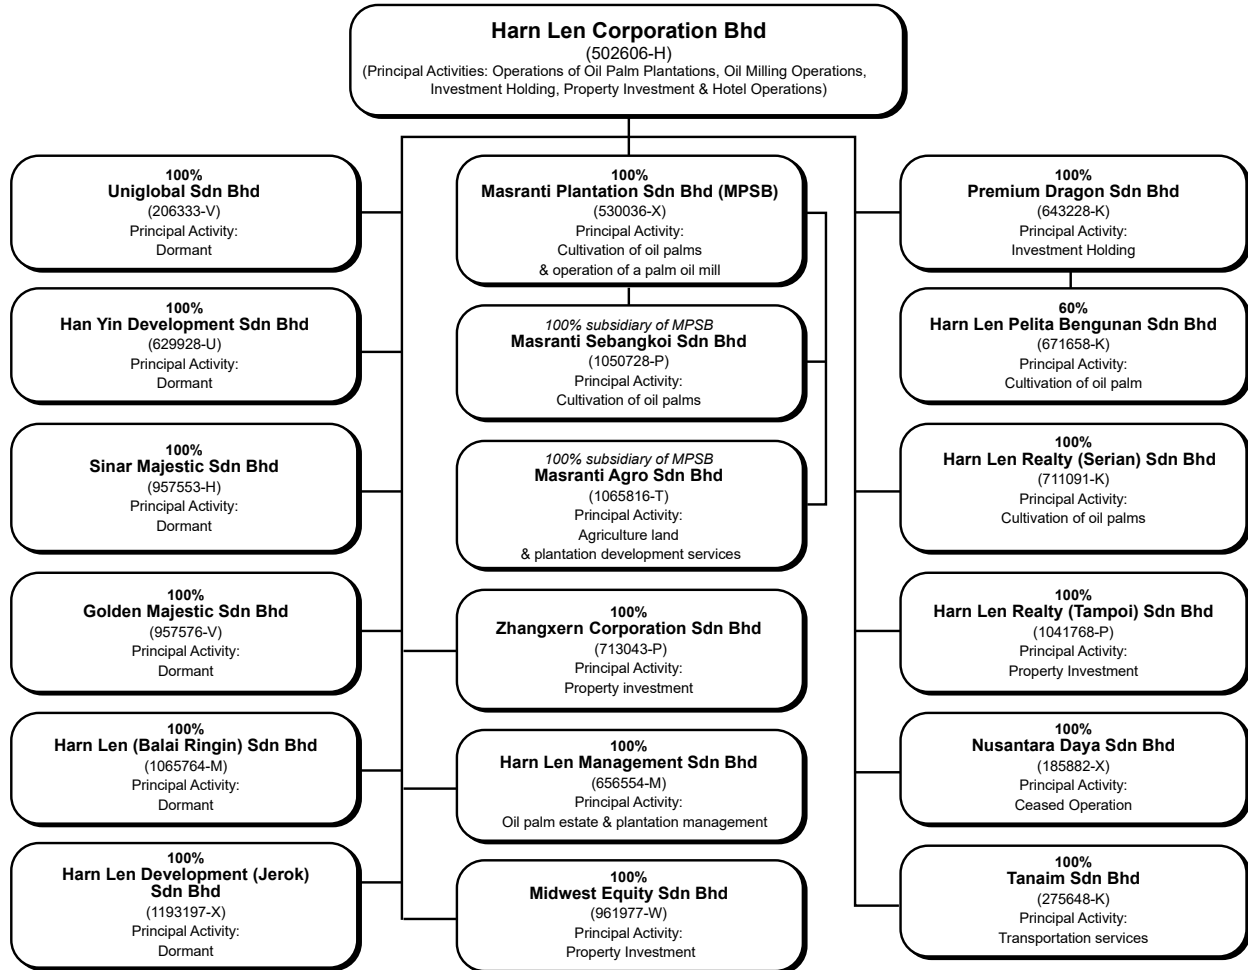 Harn Len Corporation Bhd
(502606-H)
(Principal Activities: Operations of Oil Palm Plantations, Oil Milling Operations,
Investment Holding, Property Investment & Hotel Operations)
100%
Uniglobal Sdn Bhd
(206333-V)
Principal Activity:
Dormant
100%
Han Yin Development Sdn Bhd
(629928-U)
Principal Activity:
Dormant
100%
Sinar Majestic Sdn Bhd
(957553-H)
Principal Activity:
Dormant
100%
Golden Majestic Sdn Bhd
(957576-V)
Principal Activity:
Dormant
100%
Harn Len (Balai Ringin) Sdn Bhd
(1065764-M)
Principal Activity:
Dormant
100%
Harn Len Development (Jerok)
Sdn Bhd
(1193197-X)
Principal Activity:
Dormant
100%
Masranti Plantation Sdn Bhd (MPSB)
(530036-X)
Principal Activity:
Cultivation of oil palms
& operation of a palm oil mill
100% subsidiary of MPSB
Masranti Sebangkoi Sdn Bhd
(1050728-P)
Principal Activity:
Cultivation of oil palms
100% subsidiary of MPSB
Masranti Agro Sdn Bhd
(1065816-T)
Principal Activity:
Agriculture land
& plantation development services
100%
Zhangxern Corporation Sdn Bhd
(713043-P)
Principal Activity:
Property investment
100%
Harn Len Management Sdn Bhd
(656554-M)
Principal Activity:
Oil palm estate & plantation management
100%
Midwest Equity Sdn Bhd
(961977-W)
Principal Activity:
Property Investment
100%
Premium Dragon Sdn Bhd
(643228-K)
Principal Activity:
Investment Holding
60%
Harn Len Pelita Bengunan Sdn Bhd
(671658-K)
Principal Activity:
Cultivation of oil palm
100%
Harn Len Realty (Serian) Sdn Bhd
(711091-K)
Principal Activity:
Cultivation of oil palms
100%
Harn Len Realty (Tampoi) Sdn Bhd
(1041768-P)
Principal Activity:
Property Investment
100%
Nusantara Daya Sdn Bhd
(185882-X)
Principal Activity:
Ceased Operation
100%
Tanaim Sdn Bhd
(275648-K)
Principal Activity:
Transportation services